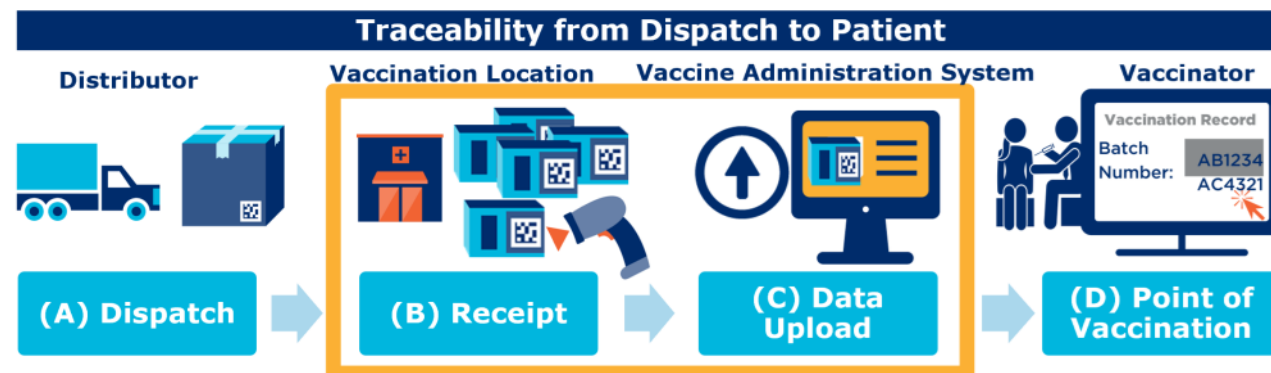 Traceability from Dispatch to Patient
Distributor
Vaccination Location
Vaccine Administration System
Vaccinator
Vaccination Record
Batch
Number:
AB1234
AC4321
(A) Dispatch
(B) Receipt
(C) Data
Upload
(D) Point of
Vaccination